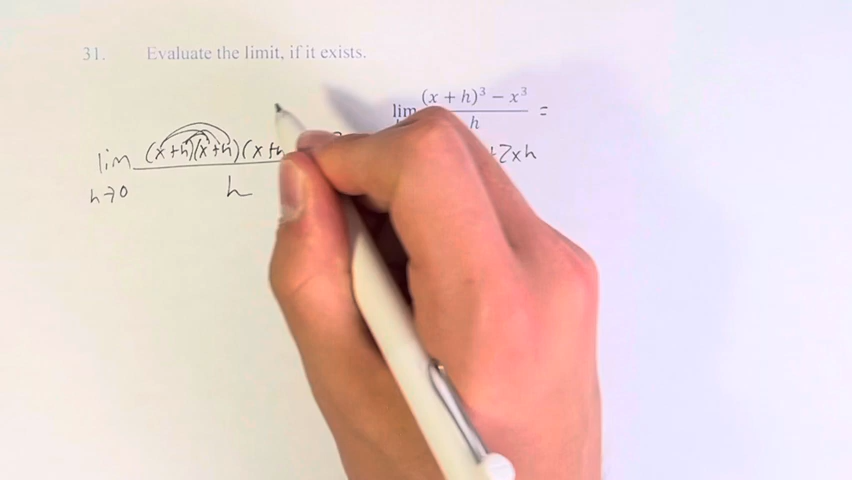 31. Evaluate the limit, if it exists.
lim (x + h)³ − x³ =
h
lim (x+h)(x+h)(x+h
h→0 h
+2xh